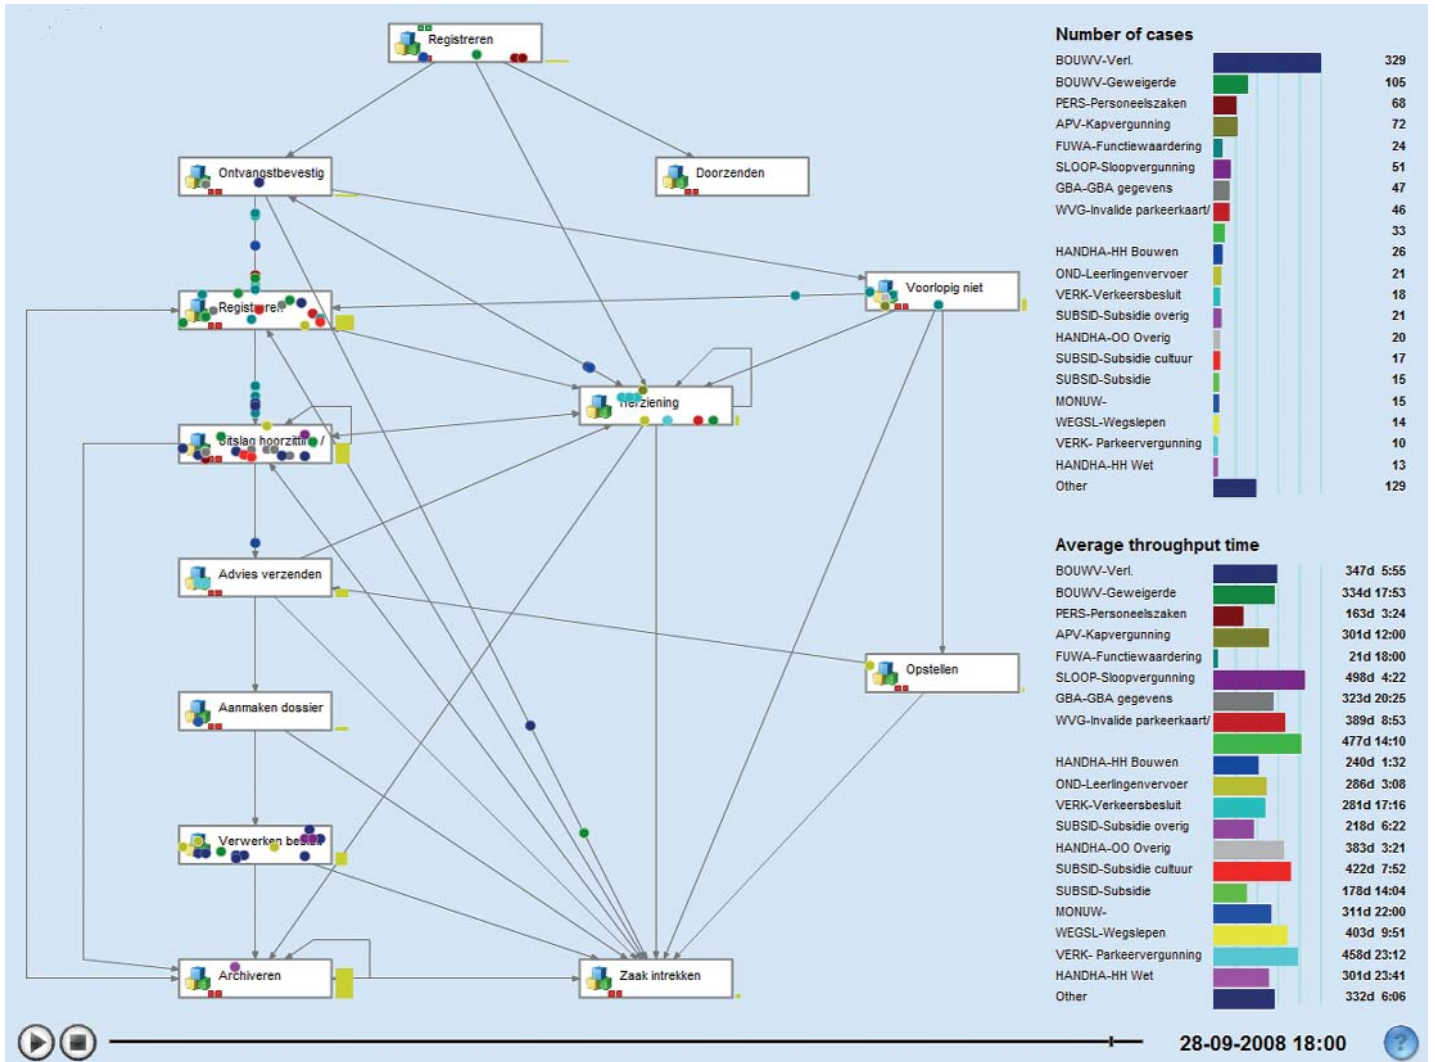 Registreren
Ontvangstbevestig
Doorzenden
Voorlopig niet
Advies verzenden
Opstellen
Aanmaken dossier
Archiveren
Zaak intrekken
Number of cases
BOUWV-Verl. 329
BOUWV-Geweigerde 105
PERS-Personeelszaken 68
APV-Kapvergunning 72
FUWA-Functiewaardering 24
SLOOP-Sloopvergunning 51
GBA-GBA gegevens 47
WVG-Invalide parkeerkaart/ 46
33
HANDHA-HH Bouwen 26
OND-Leerlingenvervoer 21
VERK-Verkeersbesluit 18
SUBSID-Subsidie overig 21
HANDHA-OO Overig 20
SUBSID-Subsidie cultuur 17
SUBSID-Subsidie 15
MONUW- 15
WEGSL-Wegslepen 14
VERK- Parkeervergunning 10
HANDHA-HH Wet 13
Other 129
Average throughput time
BOUWV-Verl. 347d 5:55
BOUWV-Geweigerde 334d 17:53
PERS-Personeelszaken 163d 3:24
APV-Kapvergunning 301d 12:00
FUWA-Functiewaardering 21d 18:00
SLOOP-Sloopvergunning 498d 4:22
GBA-GBA gegevens 323d 20:25
WVG-Invalide parkeerkaart/ 389d 8:53
477d 14:10
HANDHA-HH Bouwen 240d 1:32
OND-Leerlingenvervoer 286d 3:08
VERK-Verkeersbesluit 281d 17:16
SUBSID-Subsidie overig 218d 6:22
HANDHA-OO Overig 383d 3:21
SUBSID-Subsidie cultuur 422d 7:52
SUBSID-Subsidie 178d 14:04
MONUW- 311d 22:00
WEGSL-Wegslepen 403d 9:51
VERK- Parkeervergunning 458d 23:12
HANDHA-HH Wet 301d 23:41
Other 332d 6:06
28-09-2008 18:00
?